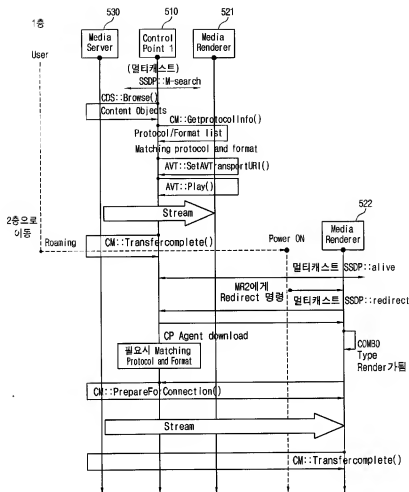 1층
530
510
521
Media
Server
Control
Point 1
Media
Renderer
User
(멀티캐스트)
SSDP::M-search
CDS::Browse()
Content Objects
CM::GetprotocolInfo()
Protocol/Format list
Matching protocol and format
AVT::SetAVTransportURI()
AVT::Play()
Stream
522
2층으로
이동
Roaming
CM::Transfercomplete()
Power ON
Media
Renderer
멀티캐스트 SSDP::alive
MR2에게
Redirect 명령
멀티캐스트 SSDP::redirect
CP Agent download
필요시 Matching
Protocol and Format
COMBO
Type
Render가됨
CM::PrepareForConnection()
Stream
CM::Transfercomplete()